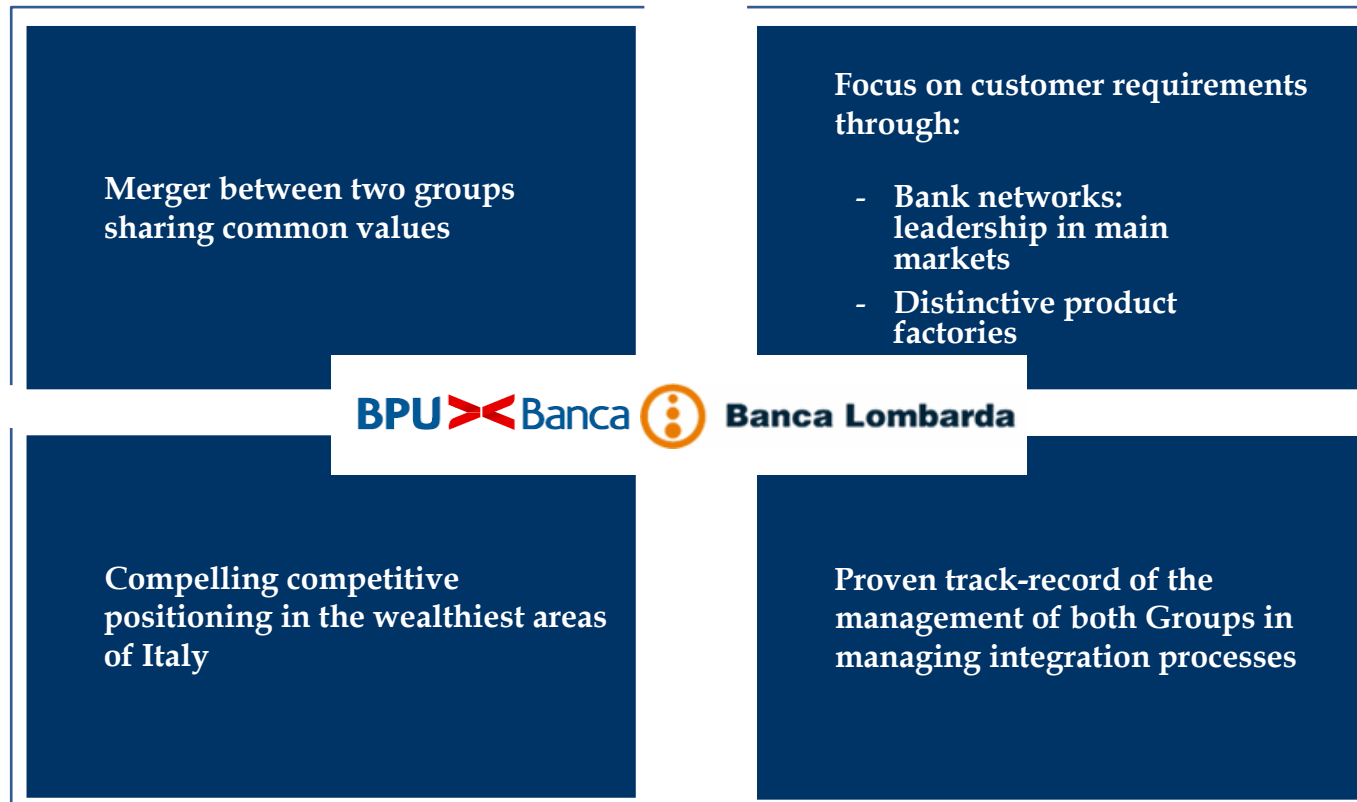 Merger between two groups
sharing common values
Focus on customer requirements
through:
- Bank networks:
leadership in main
markets
- Distinctive product
factories
BPU Banca Banca Lombarda
Compelling competitive
positioning in the wealthiest areas
of Italy
Proven track-record of the
management of both Groups in
managing integration processes